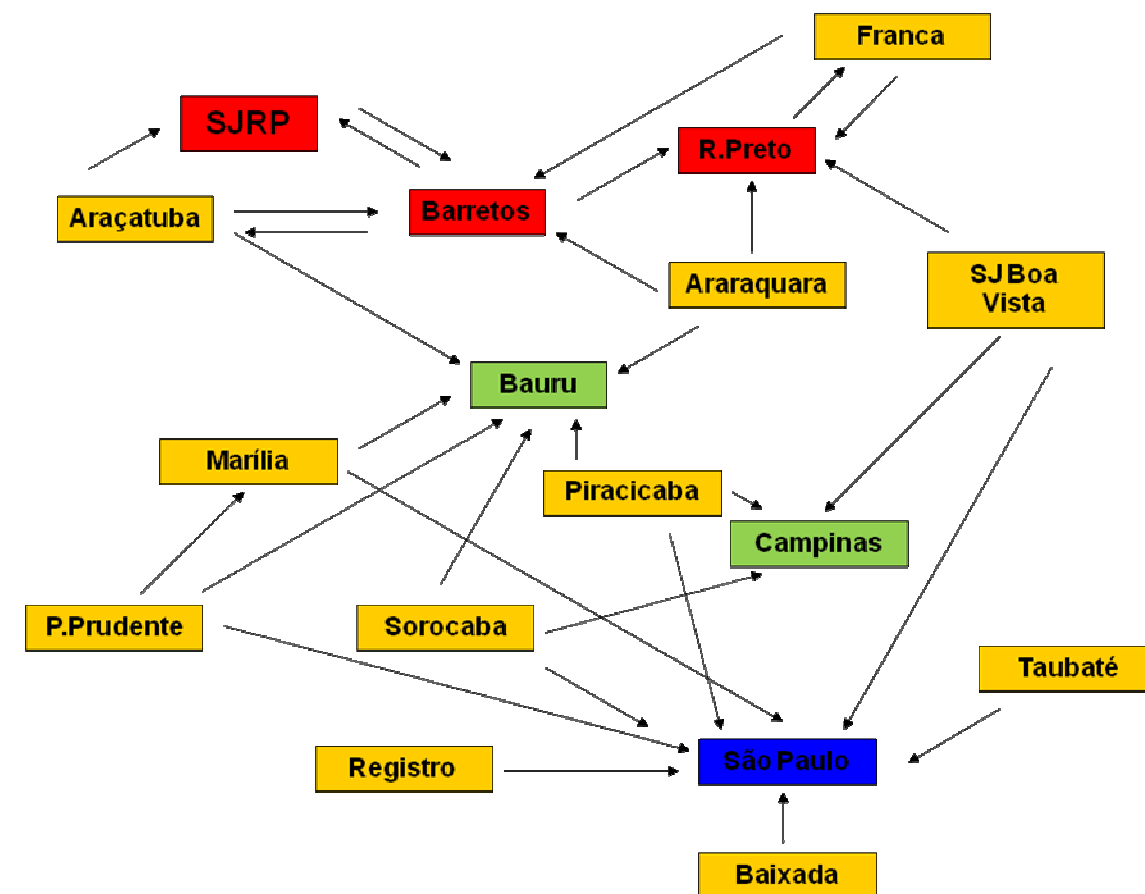 Franca
SJRP
R.Preto
Araçatuba
Barretos
Araraquara
SJ Boa
Vista
Bauru
Marília
Piracicaba
Campinas
P.Prudente
Sorocaba
Taubaté
São Paulo
Registro
Baixada